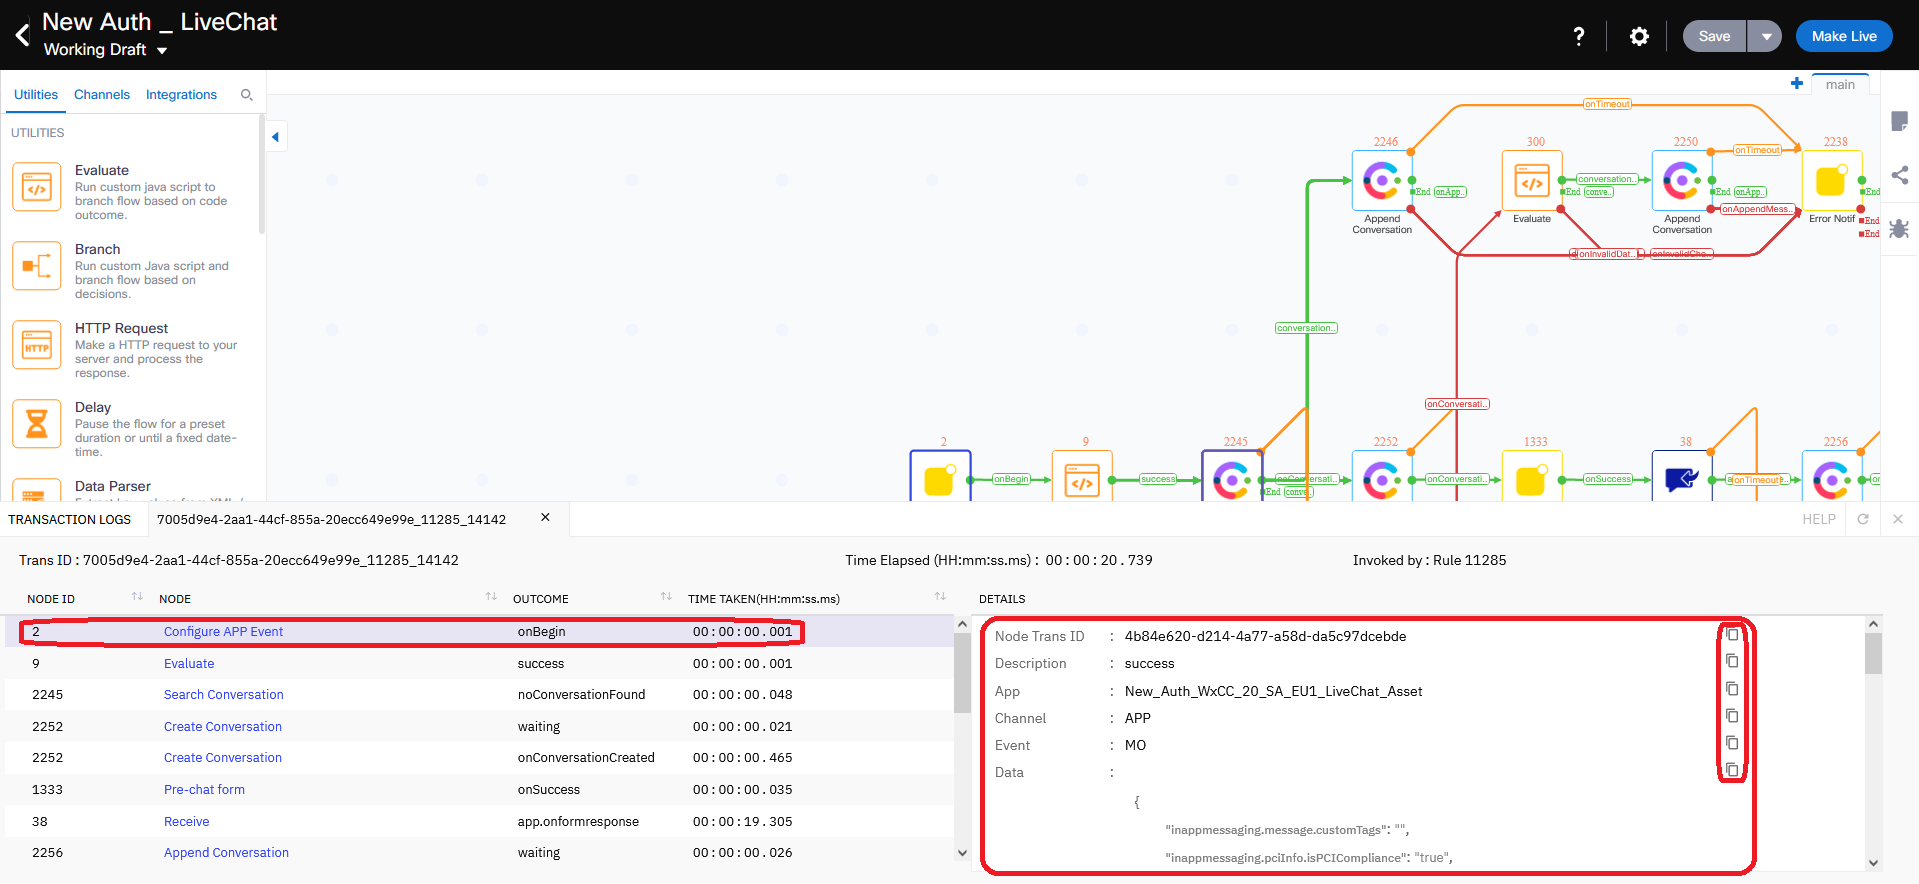 New Auth _ LiveChat
Working Draft
?
Save
Make Live
Utilities Channels Integrations
main
UTILITIES
Evaluate
Run custom java script to
branch flow based on code
outcome.
Branch
Run custom Java script and
branch flow based on
decisions.
HTTP Request
Make a HTTP request to your
server and process the
response.
Delay
Pause the flow for a preset
duration or until a fixed date-
time.
Data Parser
onTimeout
2246 300 2250 2238
onTimeout
conversation..
End onApp..
End conve..
End onApp..
End
onAppendMess..
End
End
Append
Conversation
Evaluate
Append
Conversation
Error Notif
onInvalidDat..
onInvalidCho..
conversation..
onConversati..
2 9 2245 2252 1333 38 2256
HTTP
onBegin success onConversati.. onConversati.. onSuccess onTimeout
End conve..
TRANSACTION LOGS 7005d9e4-2aa1-44cf-855a-20ecc649e99e_11285_14142 HELP
Trans ID : 7005d9e4-2aa1-44cf-855a-20ecc649e99e_11285_14142 Time Elapsed (HH:mm:ss.ms) : 00:00:20.739 Invoked by : Rule 11285
NODE ID NODE OUTCOME TIME TAKEN(HH:mm:ss.ms) DETAILS
2 Configure APP Event onBegin 00:00:00.001
9 Evaluate success 00:00:00.001
2245 Search Conversation noConversationFound 00:00:00.048
2252 Create Conversation waiting 00:00:00.021
2252 Create Conversation onConversationCreated 00:00:00.465
1333 Pre-chat form onSuccess 00:00:00.035
38 Receive app.onformresponse 00:00:19.305
2256 Append Conversation waiting 00:00:00.026
Node Trans ID : 4b84e620-d214-4a77-a58d-da5c97dcebde
Description : success
App : New_Auth_WxCC_20_SA_EU1_LiveChat_Asset
Channel : APP
Event : MO
Data :
{
"inappmessaging.message.customTags": "",
"inappmessaging.pciInfo.isPCICompliance": "true",